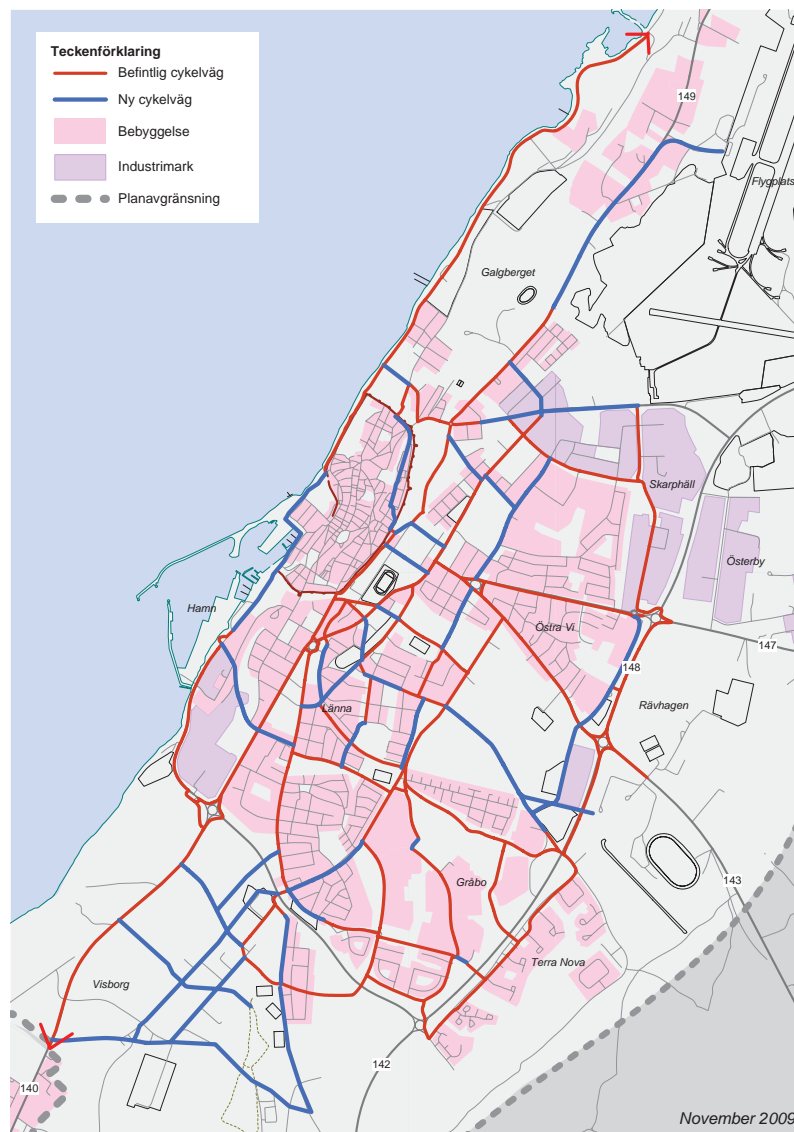 Teckenförklaring
Befintlig cykelväg
Ny cykelväg
Bebyggelse
Industrimark
Planavgränsning
149
Flygplats
Galgberget
Skarphäll
Österby
Hamn
Östra Vi
147
148
Rävhagen
Länna
Gråbo
143
Terra Nova
Visborg
142
140
November 2009